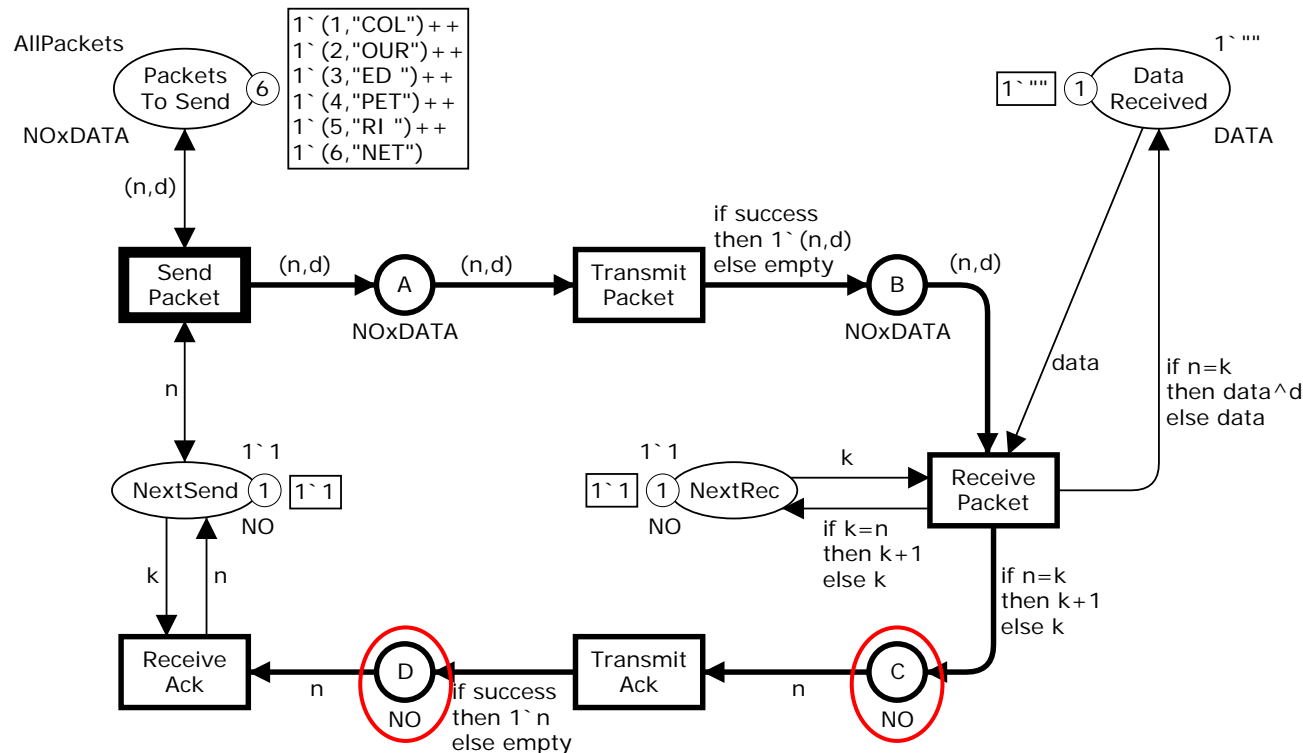 AllPackets
Packets
To Send
6
NOxDATA
1`(1,"COL")++
1`(2,"OUR")++
1`(3,"ED ")++
1`(4,"PET")++
1`(5,"RI ")++
1`(6,"NET")
1`""
1`""
1
Data
Received
DATA
(n,d)
Send
Packet
(n,d)
A
NOxDATA
(n,d)
Transmit
Packet
if success
then 1`(n,d)
else empty
B
NOxDATA
(n,d)
data
if n=k
then data^d
else data
n
1`1
NextSend
1
1`1
NO
1`1
1`1
1
NextRec
NO
k
if k=n
then k+1
else k
Receive
Packet
if n=k
then k+1
else k
k
n
Receive
Ack
n
D
NO
if success
then 1`n
else empty
Transmit
Ack
n
C
NO